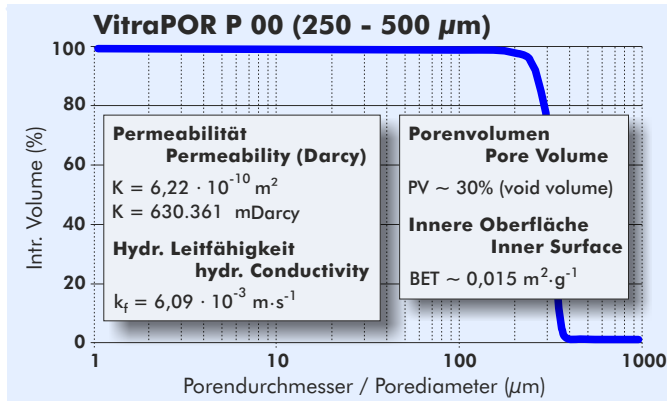 VitraPOR P 00 (250 - 500 µm)
100
80
60
40
20
0
Intr. Volume (%)
Permeabilität
Permeability (Darcy)
K = 6,22 · 10⁻¹⁰ m²
K = 630.361 mDarcy
Hydr. Leitfähigkeit
hydr. Conductivity
k_f = 6,09 · 10⁻³ m·s⁻¹
Porenvolumen
Pore Volume
PV ~ 30% (void volume)
Innere Oberfläche
Inner Surface
BET ~ 0,015 m²·g⁻¹
1 10 100 1000
Porendurchmesser / Porediameter (µm)